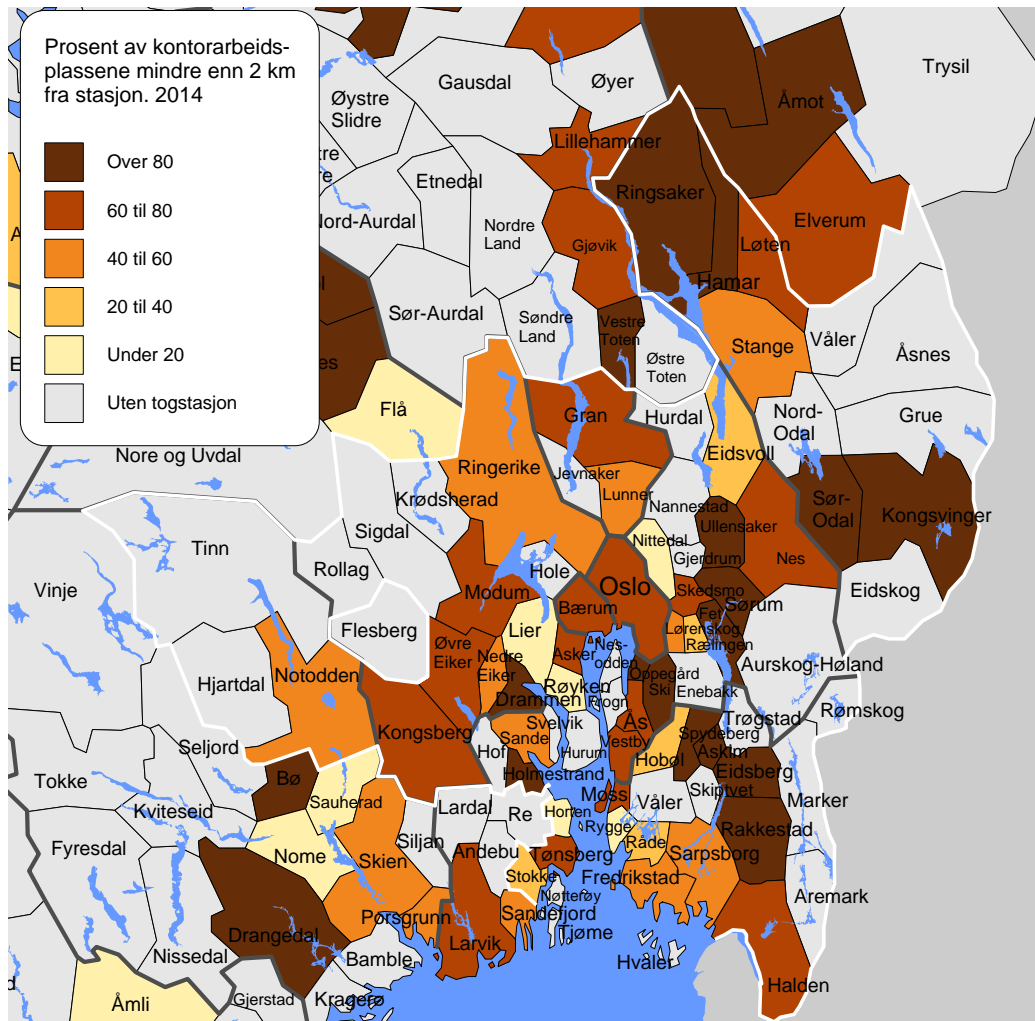 Prosent av kontorarbeids-
plassene mindre enn 2 km
fra stasjon. 2014
Over 80
60 til 80
40 til 60
20 til 40
Under 20
Uten togstasjon
Trysil
Gausdal
Øyer
Åmot
Øystre
Slidre
Lillehammer
Etnedal
Ringsaker
Nord-Aurdal
Nordre
Land
Elverum
Gjøvik
Løten
Hamar
Sør-Aurdal
Søndre
Land
Vestre
Toten
Stange
Våler
Åsnes
Østre
Toten
Flå
Gran
Hurdal
Nord-
Odal
Grue
Nore og Uvdal
Ringerike
Eidsvoll
Krødsherad
Jevnaker
Lunner
Nannestad
Sør-
Odal
Kongsvinger
Sigdal
Ullensaker
Tinn
Nittedal
Gjerdrum
Nes
Rollag
Hole
Oslo
Eidskog
Vinje
Modum
Skedsmo
Sørum
Bærum
Fet
Flesberg
Lier
Lørenskog
Rælingen
Øvre
Eiker
Nedre
Eiker
Asker
Nes-
odden
Aurskog-Høland
Hjartdal
Notodden
Røyken
Oppegård
Ski
Enebakk
Drammen
Frogn
Rømskog
Svelvik
Ås
Trøgstad
Kongsberg
Sande
Vestby
Spydeberg
Askim
Seljord
Hof
Hurum
Hobøl
Tokke
Bø
Holmestrand
Eidsberg
Kviteseid
Sauherad
Moss
Våler
Skiptvet
Marker
Lardal
Re
Horten
Fyresdal
Siljan
Rygge
Råde
Rakkestad
Nome
Skien
Andebu
Tønsberg
Sarpsborg
Stokke
Fredrikstad
Aremark
Nøtterøy
Porsgrunn
Sandefjord
Tjøme
Drangedal
Larvik
Nissedal
Bamble
Hvaler
Halden
Gjerstad
Kragerø
Åmli